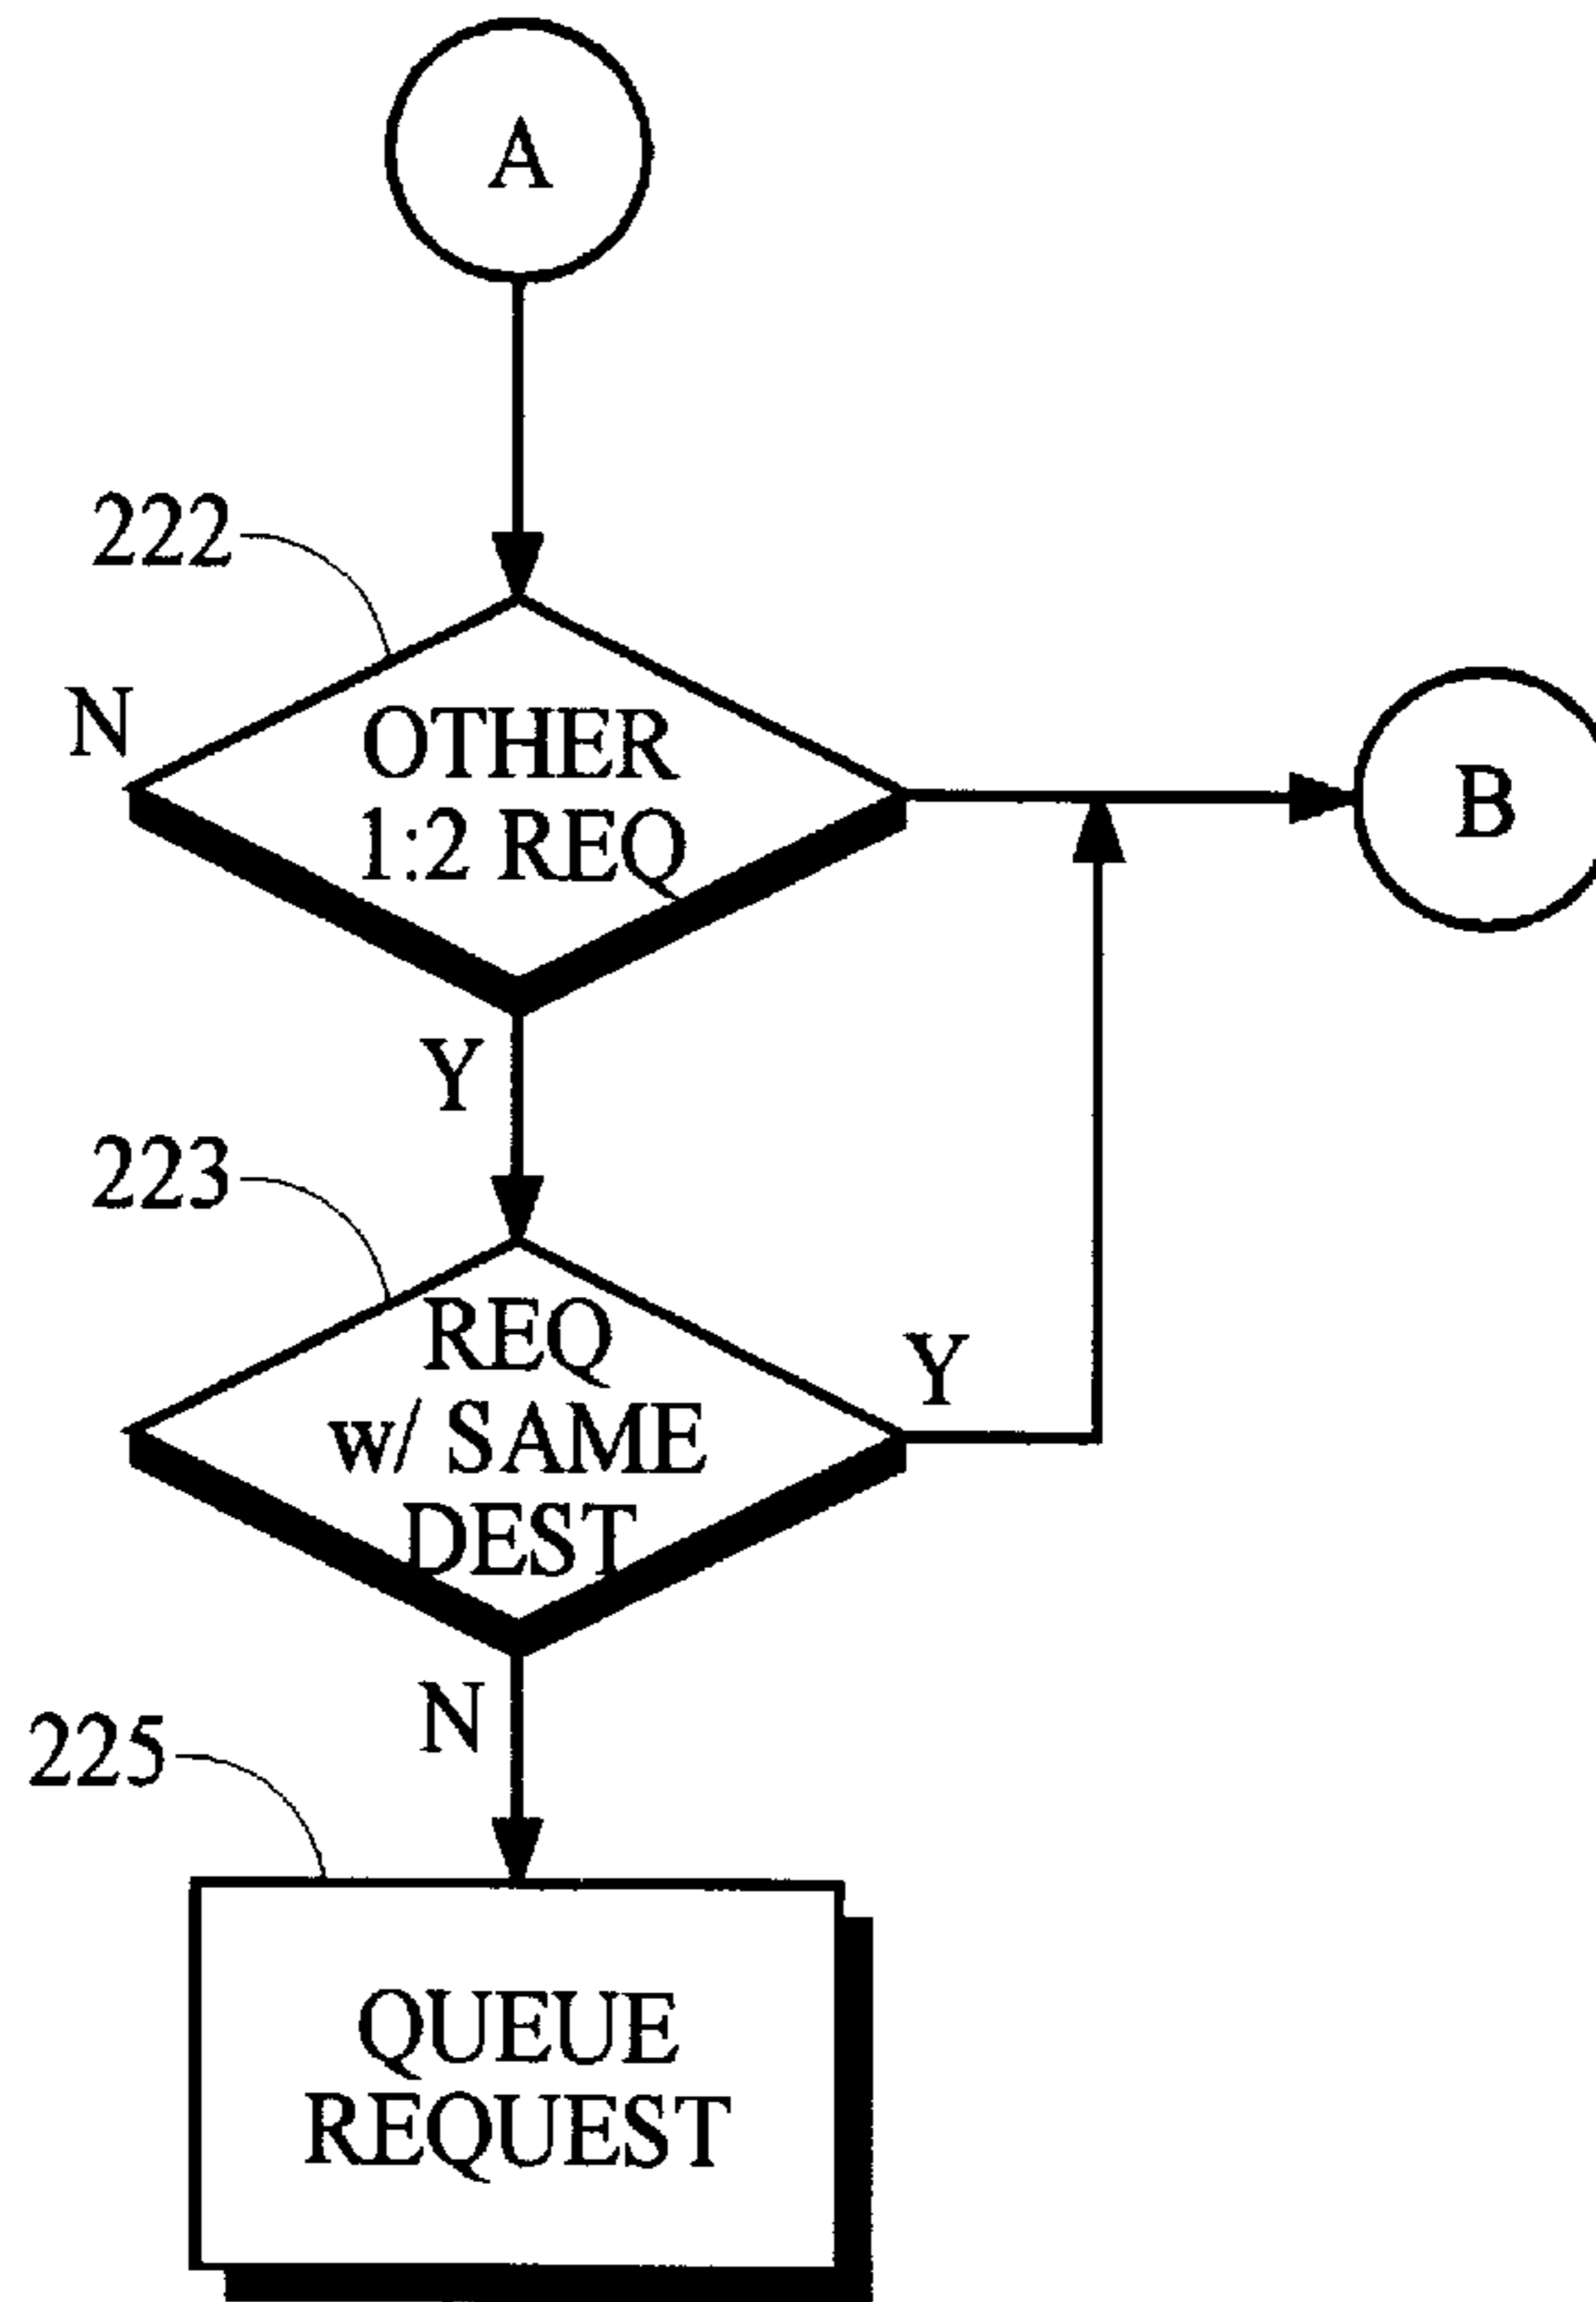 A
222
N
OTHER
1:2 REQ
B
Y
223
REQ
w/ SAME
DEST
Y
N
225
QUEUE
REQUEST